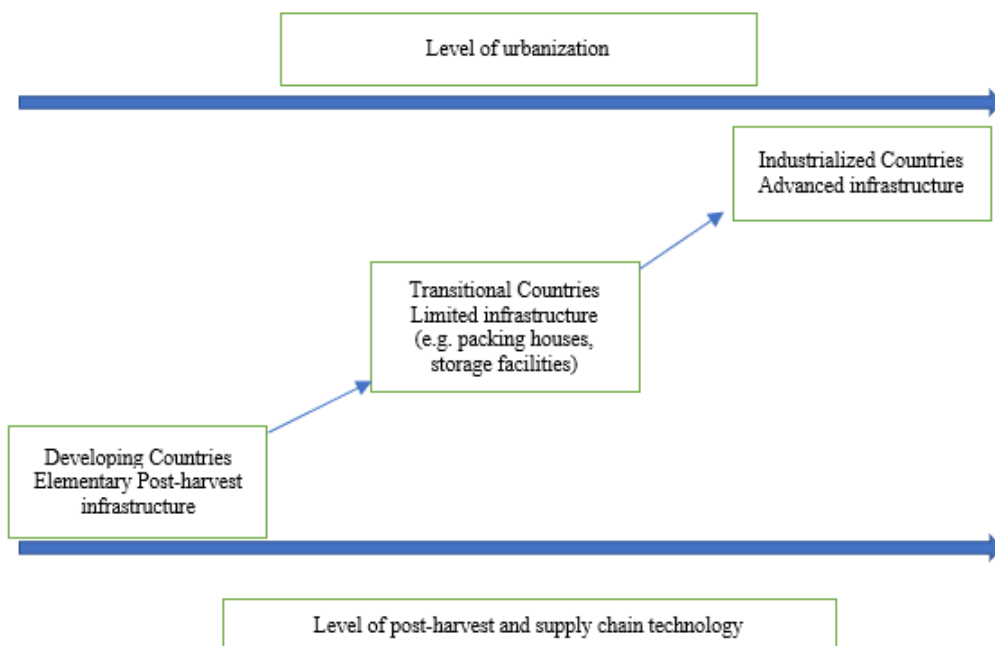 Level of urbanization
Industrialized Countries
Advanced infrastructure
Transitional Countries
Limited infrastructure
(e.g. packing houses,
storage facilities)
Developing Countries
Elementary Post-harvest
infrastructure
Level of post-harvest and supply chain technology